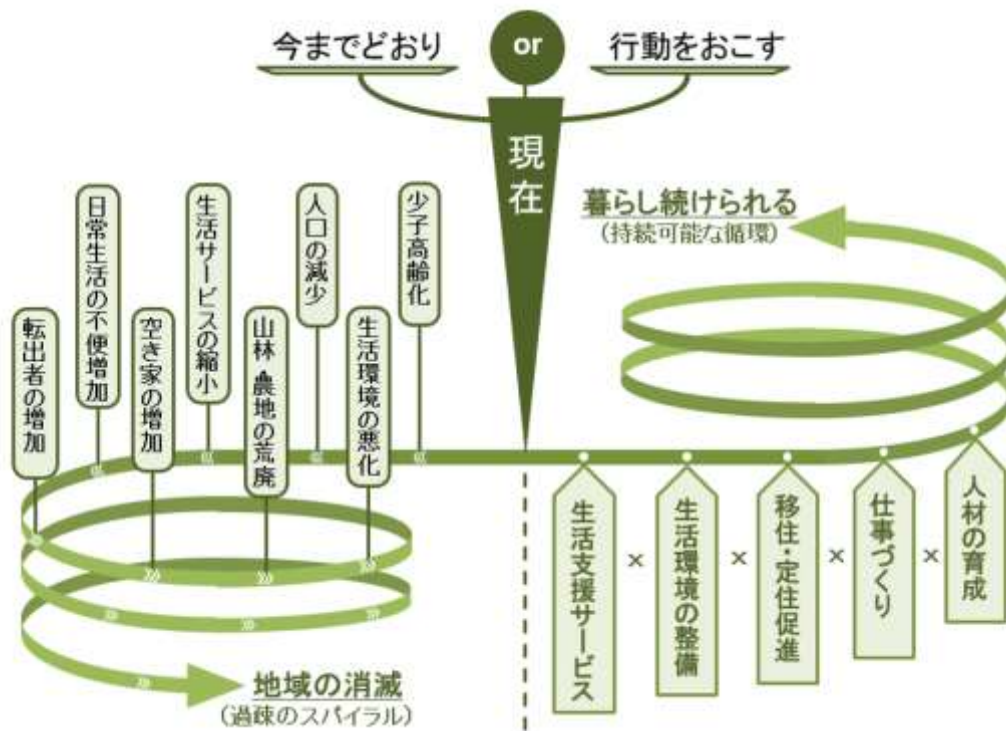 今までどおり
or
行動をおこす
現在
少子高齢化
人口の減少
生活サービスの縮小
日常生活の不便増加
転出者の増加
空き家の増加
山林・農地の荒廃
生活環境の悪化
地域の消滅
(過疎のスパイラル)
生活支援サービス
×
生活環境の整備
×
移住・定住促進
×
仕事づくり
×
人材の育成
暮らし続けられる
(持続可能な循環)